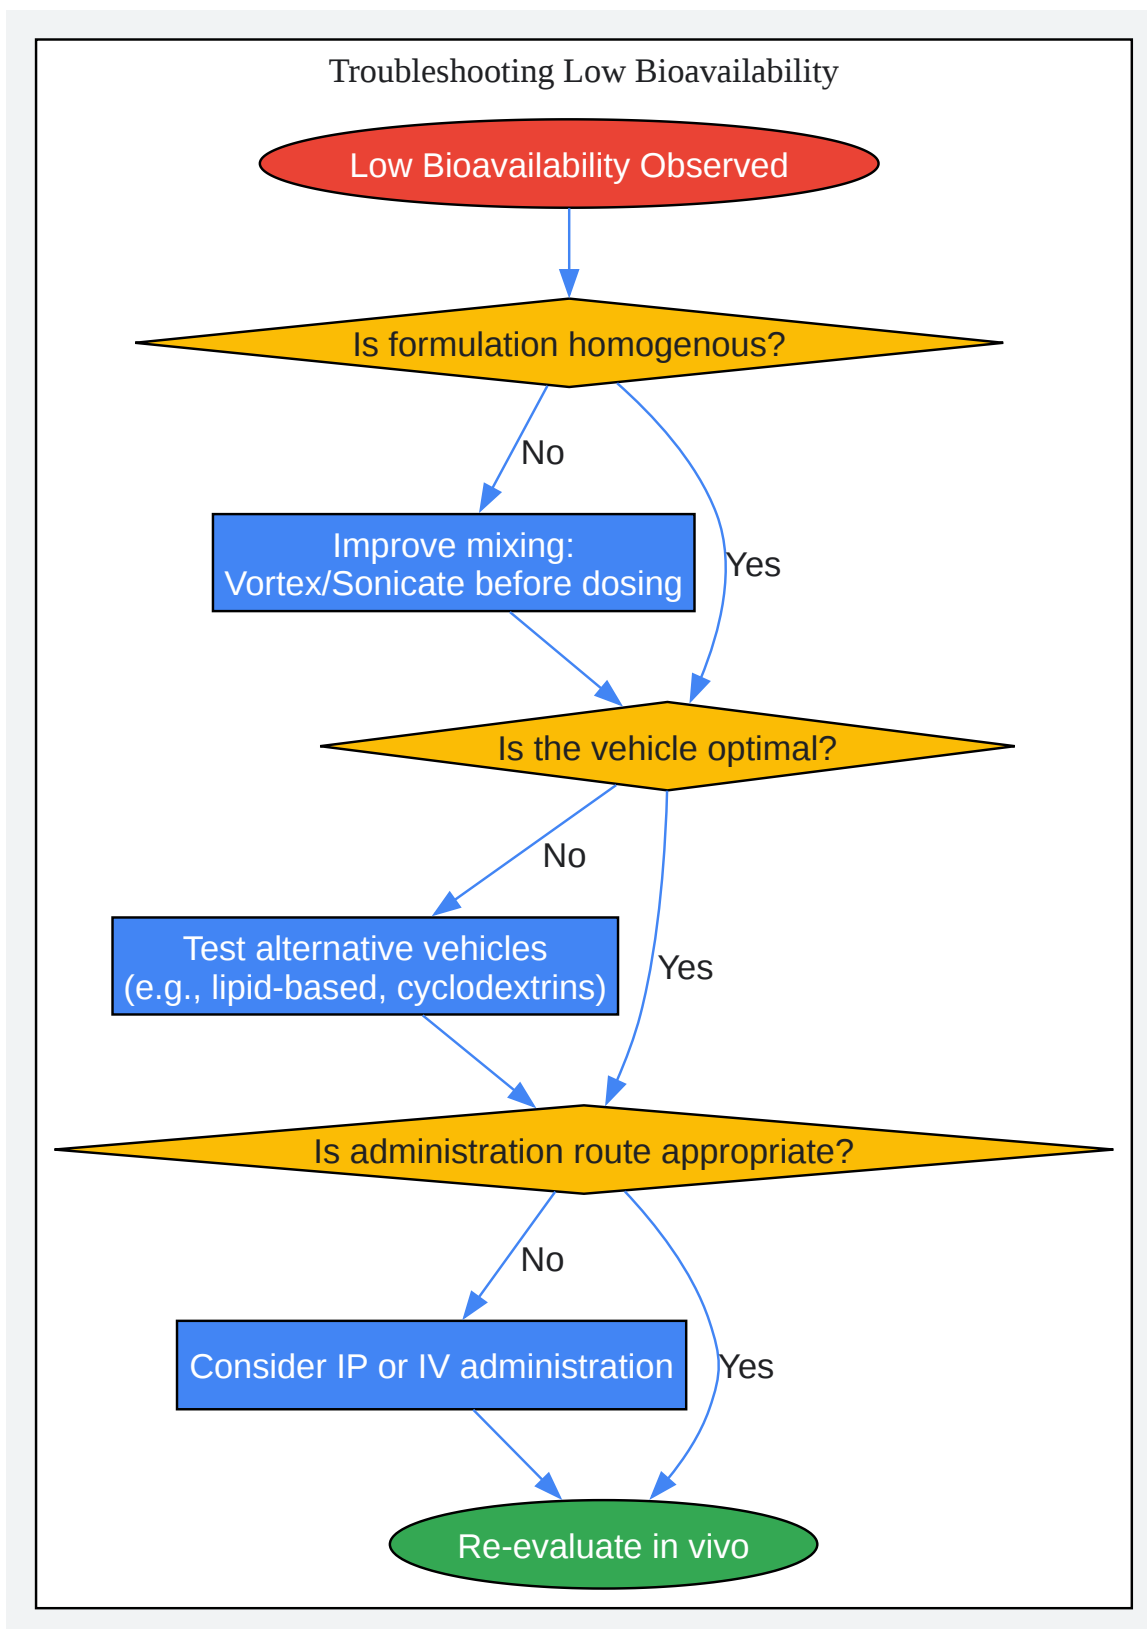 Troubleshooting Low Bioavailability
Low Bioavailability Observed
Is formulation homogenous?
No
Improve mixing:
Vortex/Sonicate before dosing
Yes
Is the vehicle optimal?
No
Test alternative vehicles
(e.g., lipid-based, cyclodextrins)
Yes
Is administration route appropriate?
No
Consider IP or IV administration
Yes
Re-evaluate in vivo